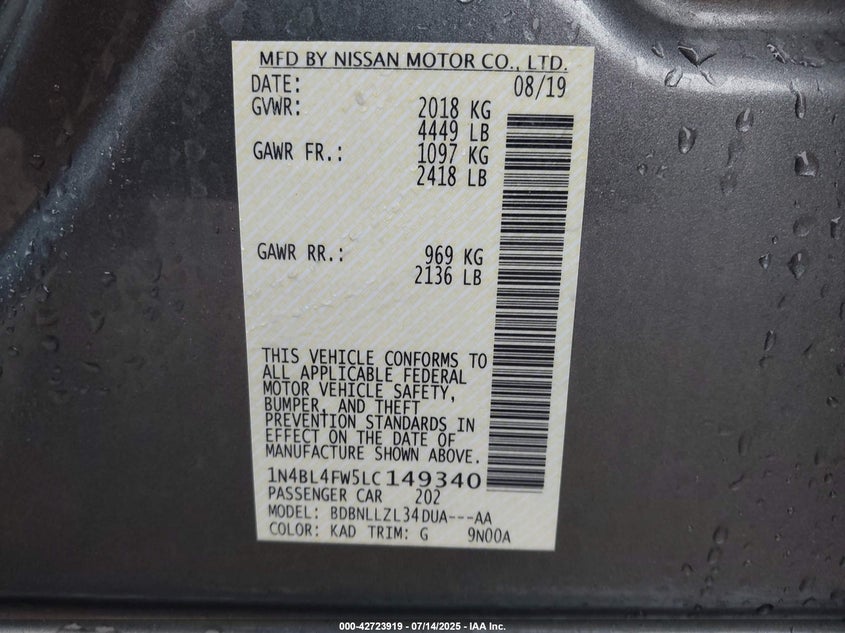 MFD BY NISSAN MOTOR CO., LTD.
DATE: 08/19
GVWR: 2018 KG
4449 LB
GAWR FR.: 1097 KG
2418 LB
GAWR RR.: 969 KG
2136 LB
THIS VEHICLE CONFORMS TO
ALL APPLICABLE FEDERAL
MOTOR VEHICLE SAFETY,
BUMPER, AND THEFT
PREVENTION STANDARDS IN
EFFECT ON THE DATE OF
MANUFACTURE SHOWN ABOVE.
1N4BL4FW5LC149340
PASSENGER CAR 202
MODEL: BDBNLLZL34DUA---AA
COLOR: KAD TRIM: G 9N00A
000-42723919 - 07/14/2025 - IAA Inc.